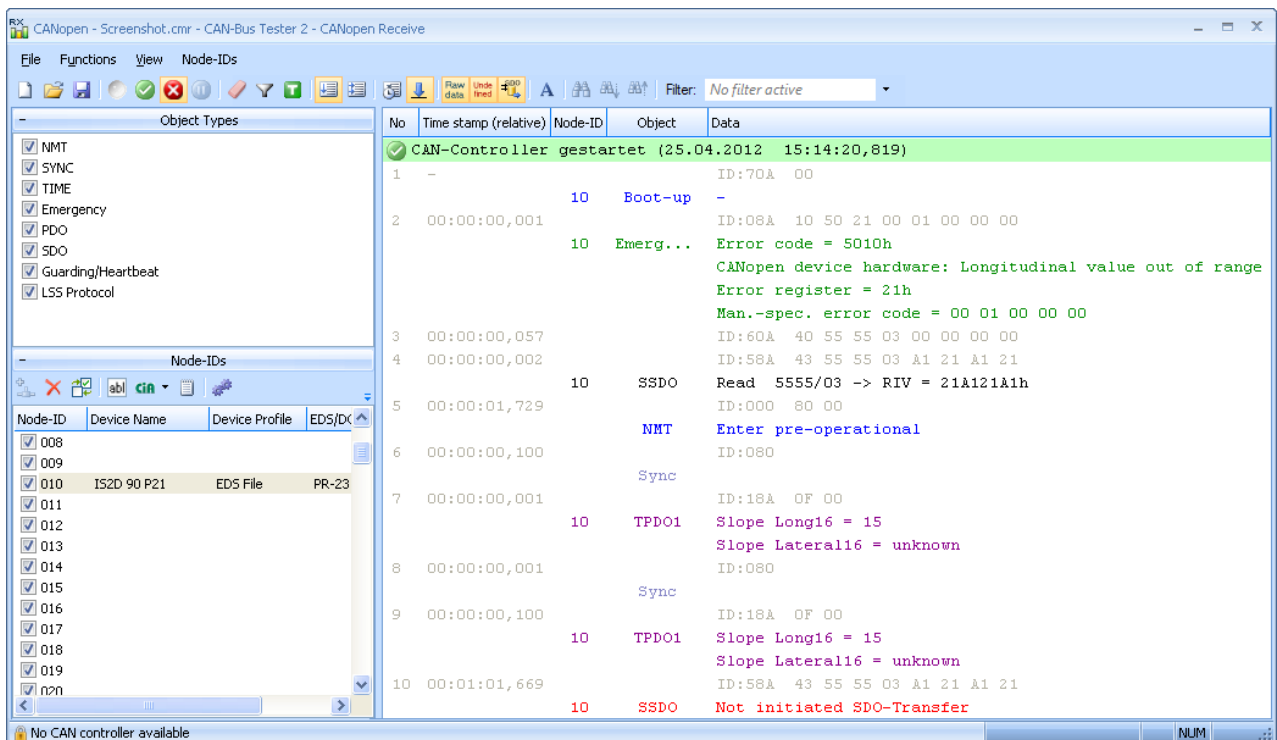 CANopen - Screenshot.cmr - CAN-Bus Tester 2 - CANopen Receive
File Functions View Node-IDs
Raw data Unde fined SDO A Filter: No filter active
Object Types
NMT
SYNC
TIME
Emergency
PDO
SDO
Guarding/Heartbeat
LSS Protocol
Node-IDs
abl CiA
Node-ID Device Name Device Profile EDS/DC
008
009
010 IS2D 90 P21 EDS File PR-23
011
012
013
014
015
016
017
018
019
020
No Time stamp (relative) Node-ID Object Data
CAN-Controller gestartet (25.04.2012 15:14:20,819)
1 - ID:70A 00
10 Boot-up -
2 00:00:00,001 ID:08A 10 50 21 00 01 00 00 00
10 Emerg... Error code = 5010h
CANopen device hardware: Longitudinal value out of range
Error register = 21h
Man.-spec. error code = 00 01 00 00 00
3 00:00:00,057 ID:60A 40 55 55 03 00 00 00 00
4 00:00:00,002 ID:58A 43 55 55 03 A1 21 A1 21
10 SSDO Read 5555/03 -> RIV = 21A121A1h
5 00:00:01,729 ID:000 80 00
NMT Enter pre-operational
6 00:00:00,100 ID:080
Sync
7 00:00:00,001 ID:18A 0F 00
10 TPDO1 Slope Long16 = 15
Slope Lateral16 = unknown
8 00:00:00,001 ID:080
Sync
9 00:00:00,100 ID:18A 0F 00
10 TPDO1 Slope Long16 = 15
Slope Lateral16 = unknown
10 00:01:01,669 ID:58A 43 55 55 03 A1 21 A1 21
10 SSDO Not initiated SDO-Transfer
No CAN controller available NUM